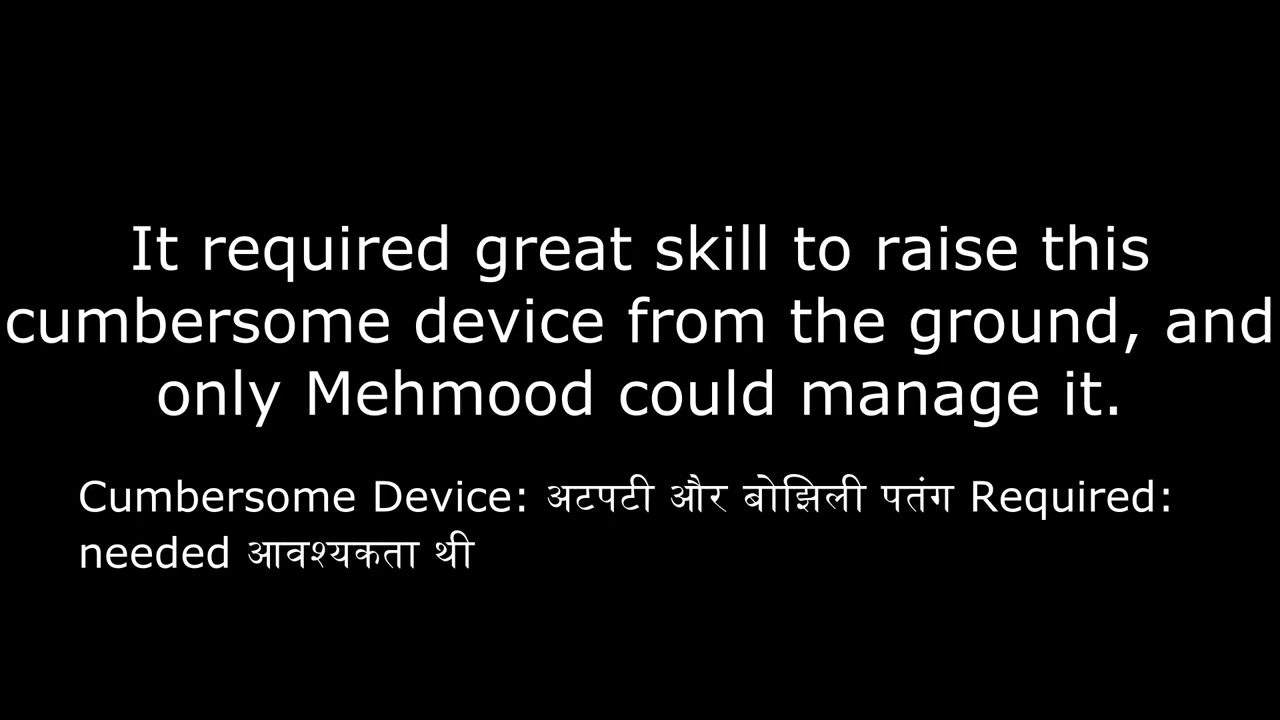 It required great skill to raise this
cumbersome device from the ground, and
only Mehmood could manage it.
Cumbersome Device: अटपटी और बोझिली पतंग Required:
needed आवश्यकता थी